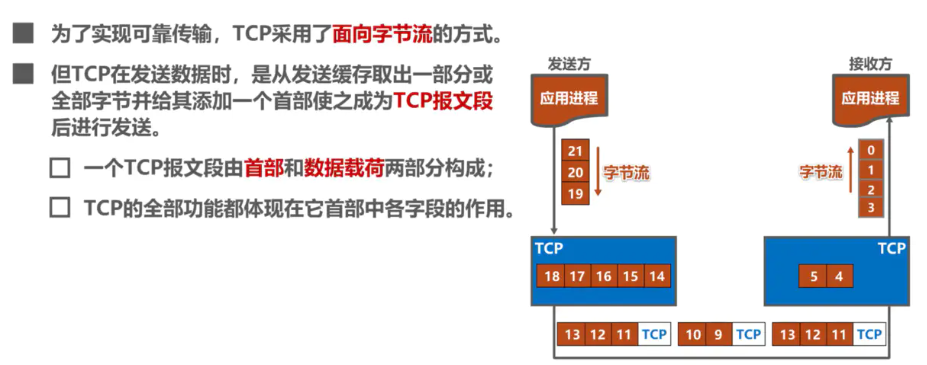 为了实现可靠传输，TCP采用了面向字节流的方式。
但TCP在发送数据时，是从发送缓存取出一部分或
全部字节并给其添加一个首部使之成为TCP报文段
后进行发送。
一个TCP报文段由首部和数据载荷两部分构成；
TCP的全部功能都体现在它首部中各字段的作用。
发送方
接收方
应用进程
应用进程
21
20
19
字节流
字节流
0
1
2
3
TCP
18 17 16 15 14
TCP
5 4
13 12 11 TCP
10 9 TCP
13 12 11 TCP